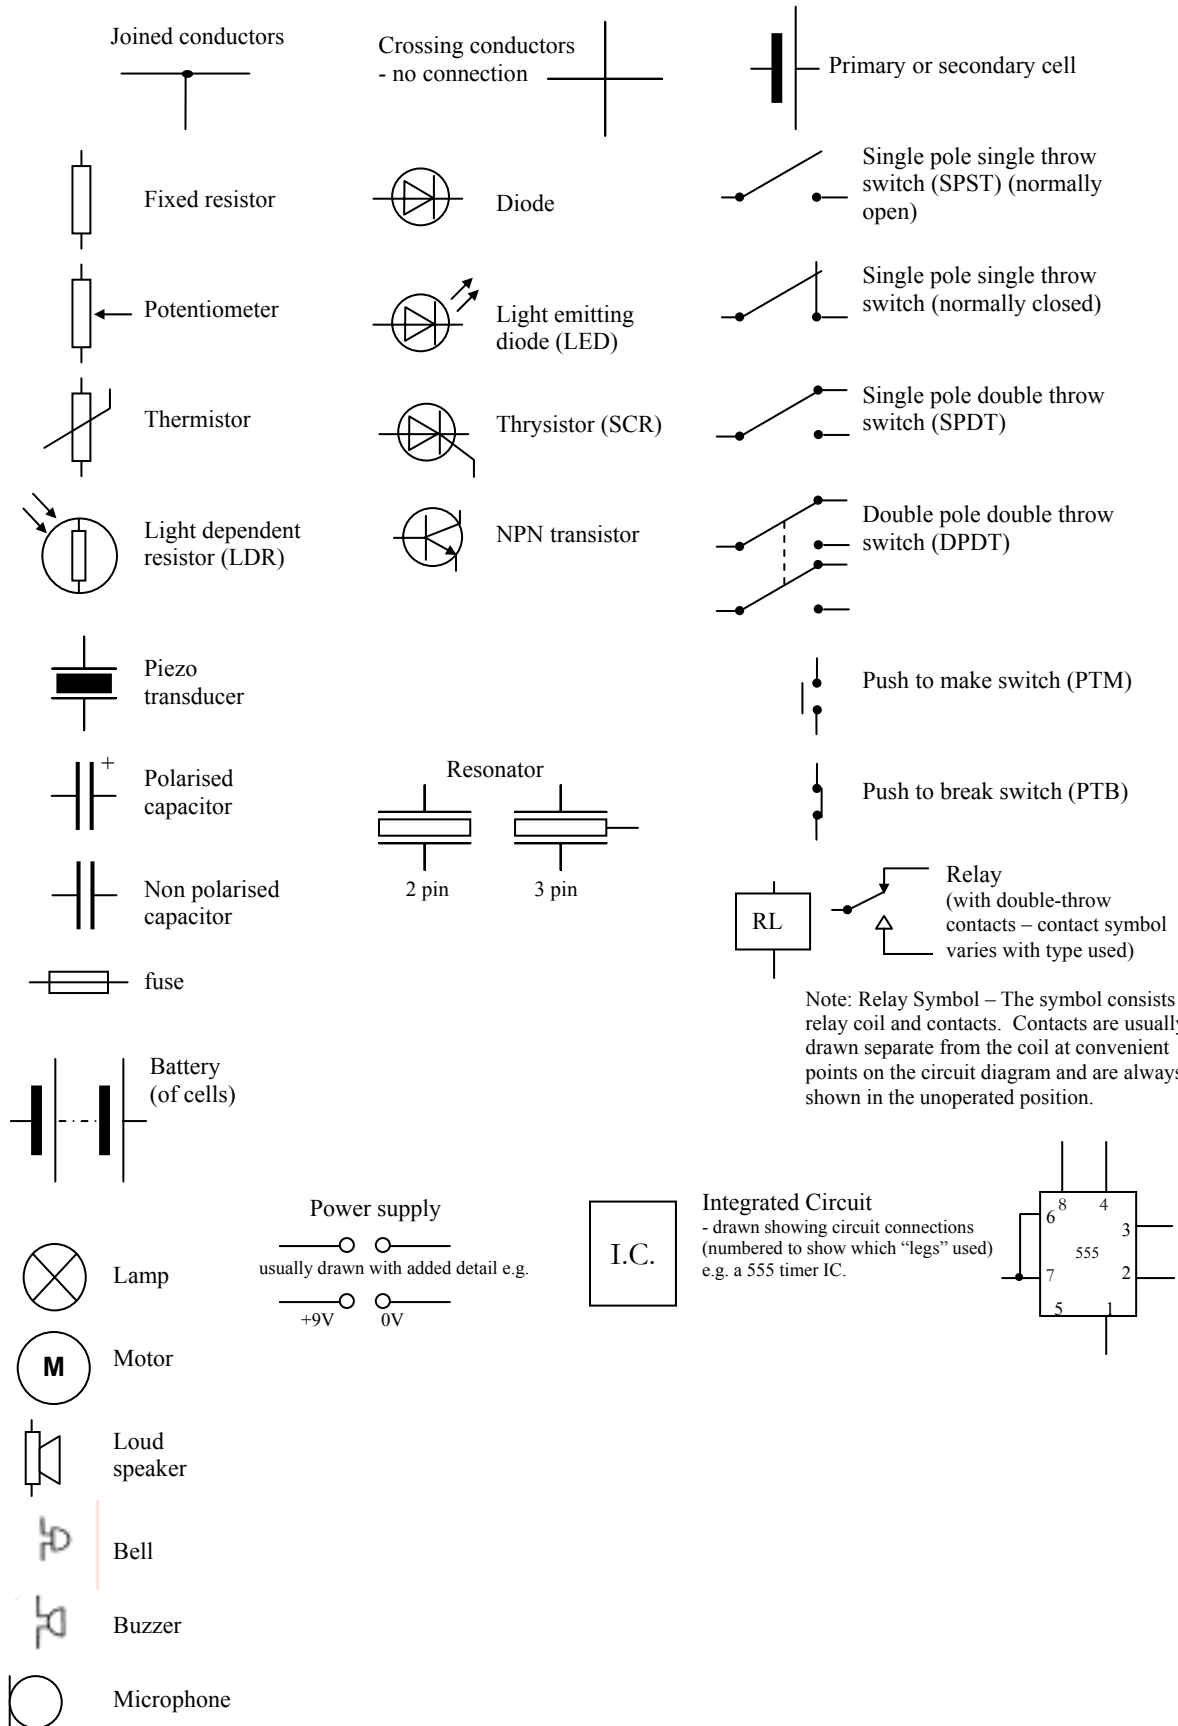 Joined conductors
Crossing conductors
- no connection
Primary or secondary cell
Fixed resistor
Diode
Single pole single throw
switch (SPST) (normally
open)
Potentiometer
Light emitting
diode (LED)
Single pole single throw
switch (normally closed)
Thermistor
Thrysistor (SCR)
Single pole double throw
switch (SPDT)
Light dependent
resistor (LDR)
NPN transistor
Double pole double throw
switch (DPDT)
Piezo
transducer
Push to make switch (PTM)
+
Polarised
capacitor
Resonator
2 pin
3 pin
Push to break switch (PTB)
Non polarised
capacitor
RL
Relay
(with double-throw
contacts – contact symbol
varies with type used)
fuse
Note: Relay Symbol – The symbol consists
relay coil and contacts. Contacts are usually
drawn separate from the coil at convenient
points on the circuit diagram and are always
shown in the unoperated position.
Battery
(of cells)
Power supply
usually drawn with added detail e.g.
+9V
0V
I.C.
Integrated Circuit
- drawn showing circuit connections
(numbered to show which “legs” used)
e.g. a 555 timer IC.
8 4
6
3
555
7 2
5 1
Lamp
M
Motor
Loud
speaker
Bell
Buzzer
Microphone